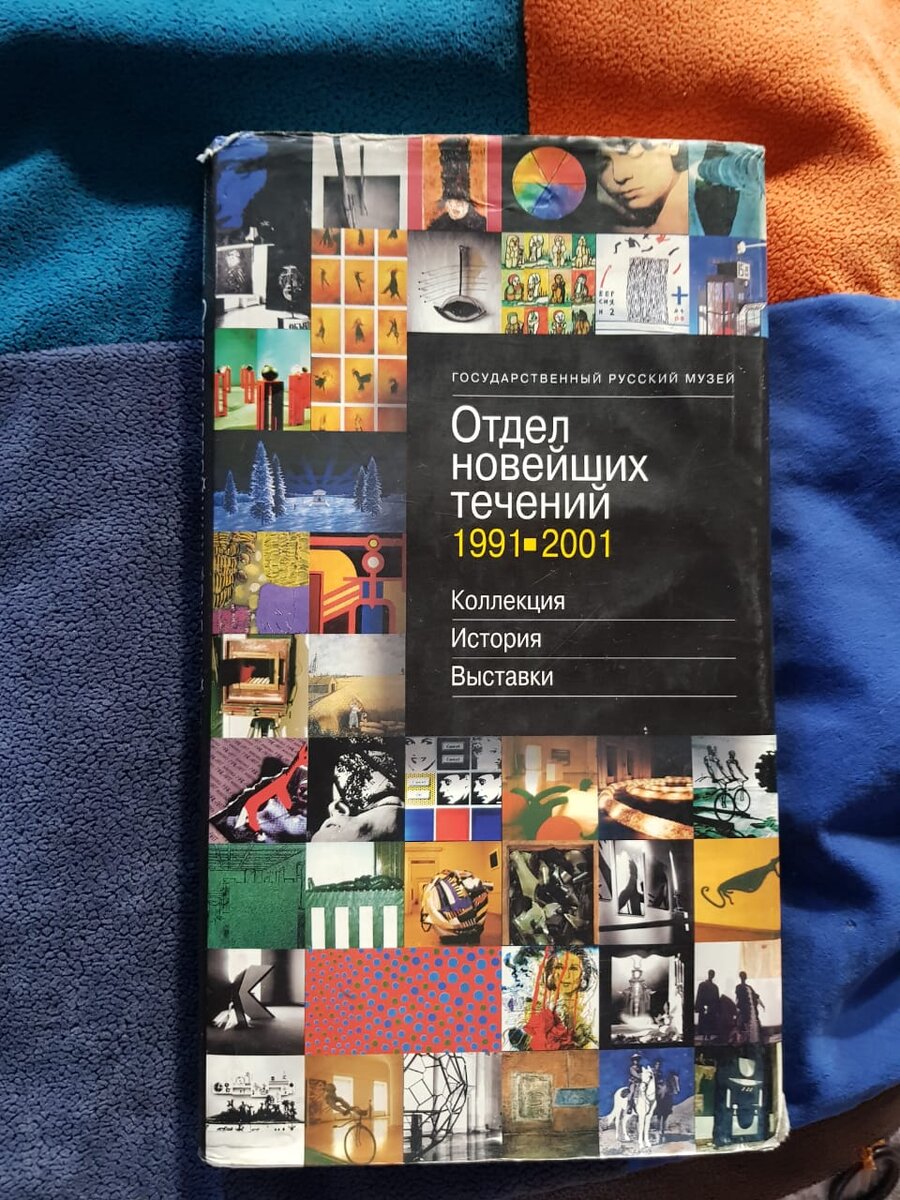 ГОСУДАРСТВЕННЫЙ РУССКИЙ МУЗЕЙ
Отдел
новейших
течений
1991▪2001
Коллекция
История
Выставки